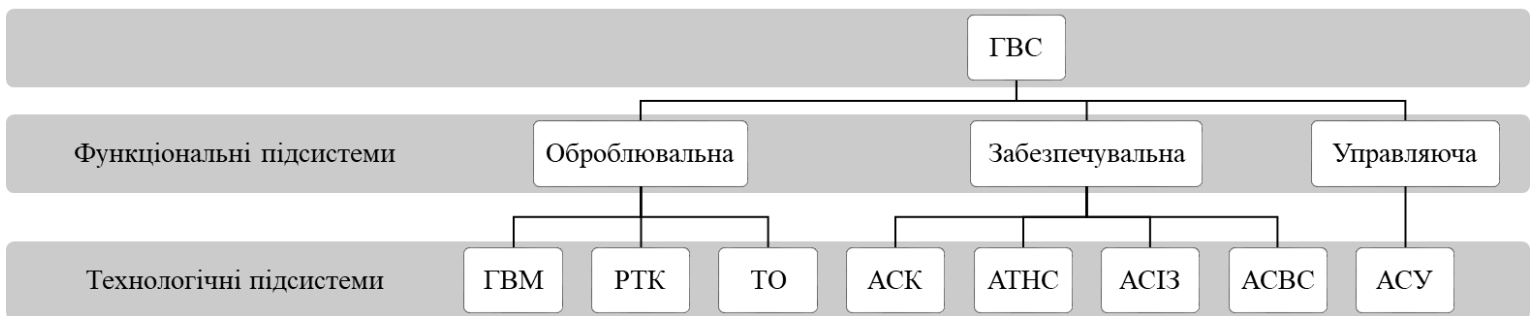 ГВС
Функціональні підсистеми
Оброблювальна
Забезпечувальна
Управляюча
Технологічні підсистеми
ГВМ
РТК
ТО
АСК
АТНС
АСІЗ
АСВС
АСУ